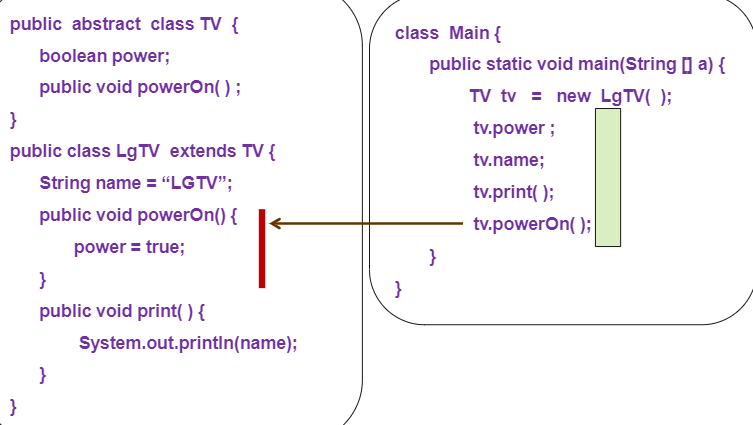 public abstract class TV {
boolean power;
public void powerOn( ) ;
}
public class LgTV extends TV {
String name = “LGTV”;
public void powerOn() {
power = true;
}
public void print( ) {
System.out.println(name);
}
}
class Main {
public static void main(String [] a) {
TV tv = new LgTV( );
tv.power ;
tv.name;
tv.print( );
tv.powerOn( );
}
}